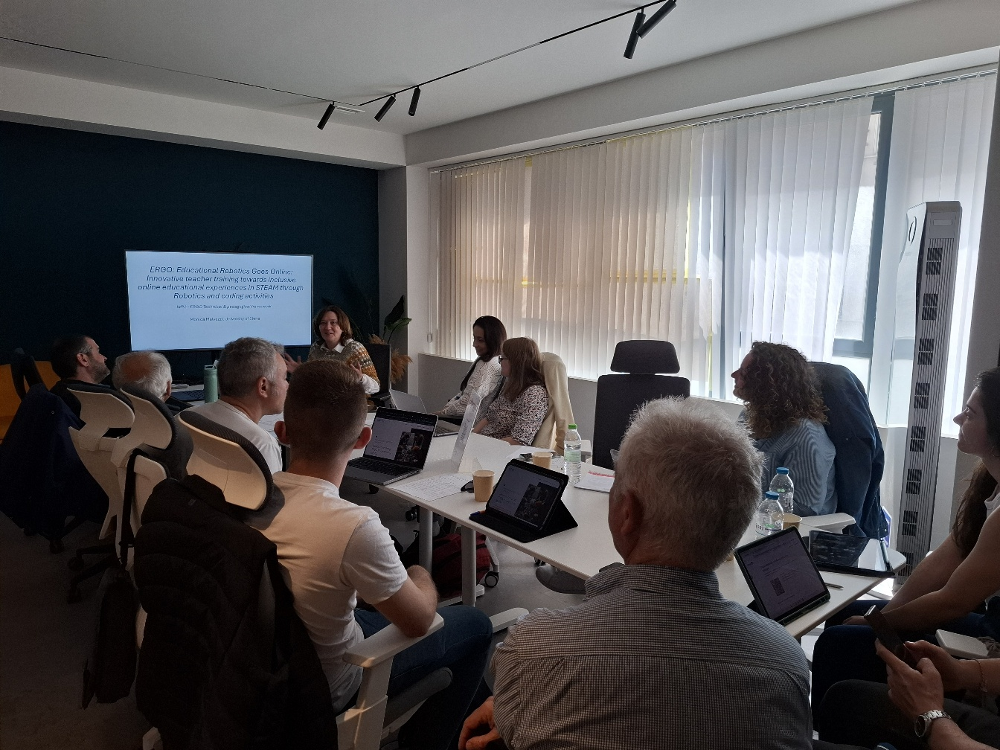 ERGO: Educational Robotics Goes Online:
Innovative teacher training towards inclusive
online educational experiences in STEAM through
Robotics and coding activities
WP2 - ERGO Technical & pedagogical framework
Monica Malvezzi, University of Siena